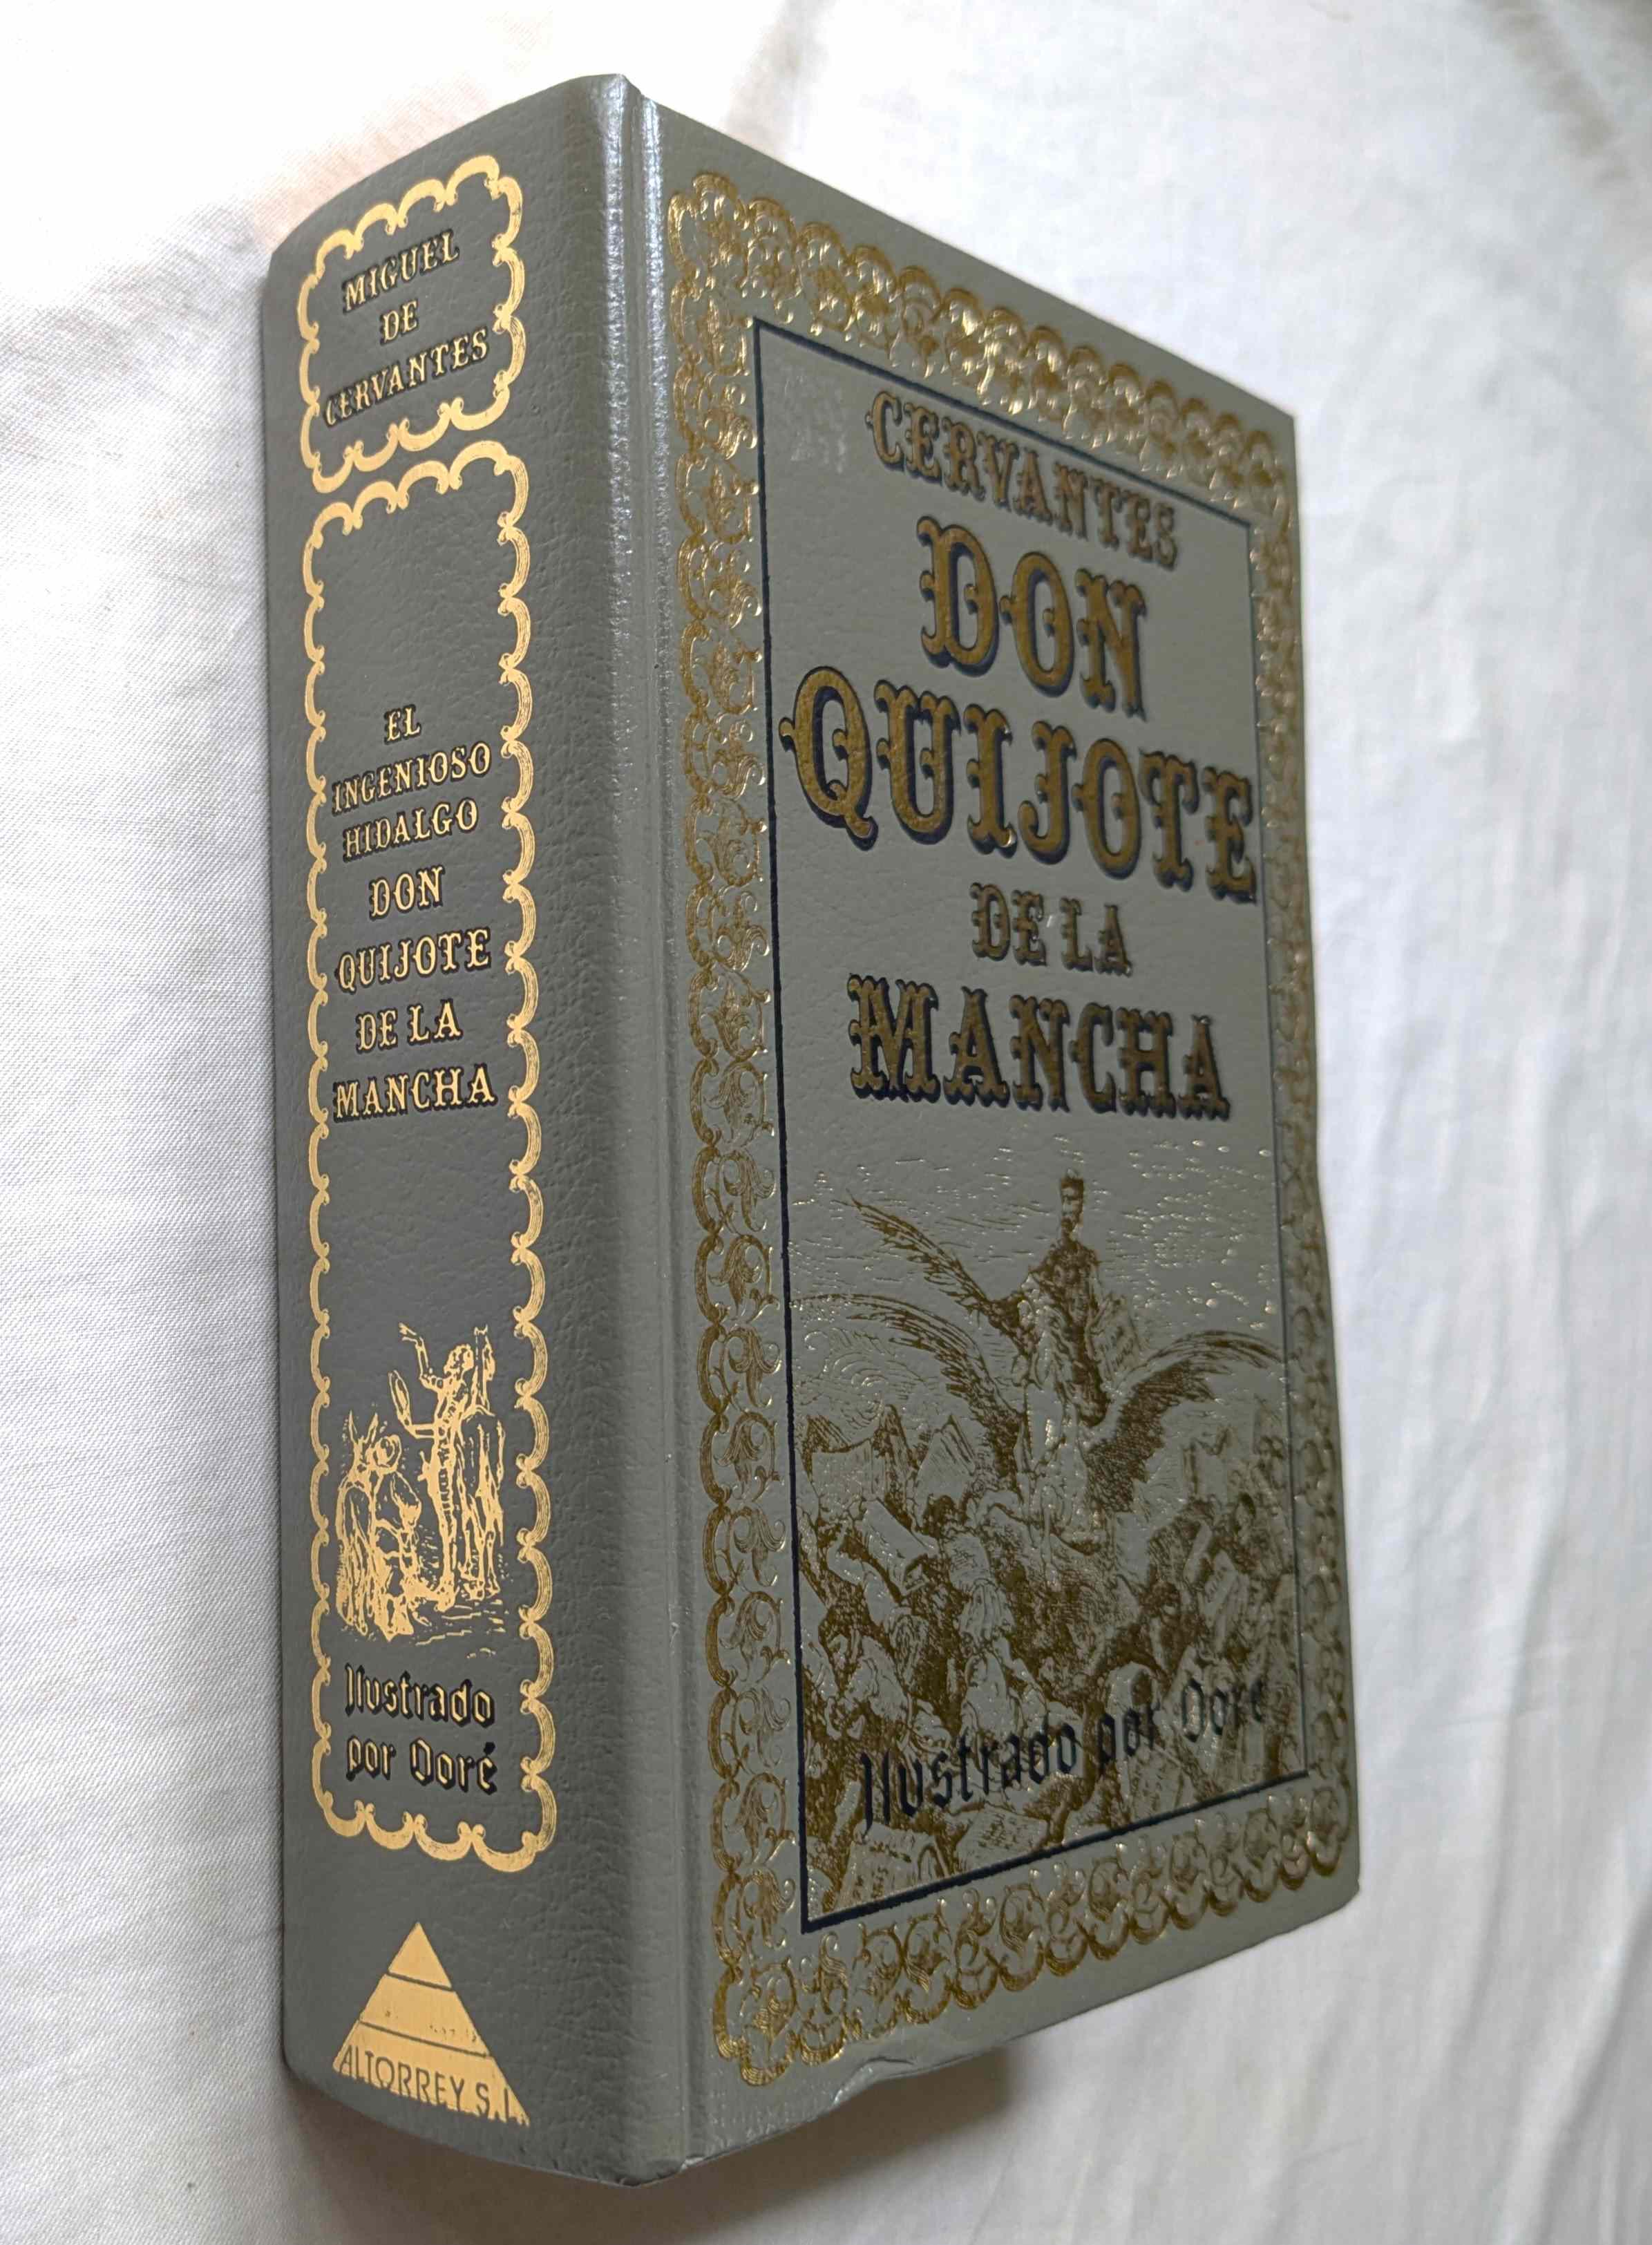 MIGUEL
DE
CERVANTES
EL
INGENIOSO
HIDALGO
DON
QUIJOTE
DE LA
MANCHA
Ilustrado
por Doré
ALTORREY S.L.
CERVANTES
DON
QUIJOTE
DE LA
MANCHA
Ilustrado por Doré